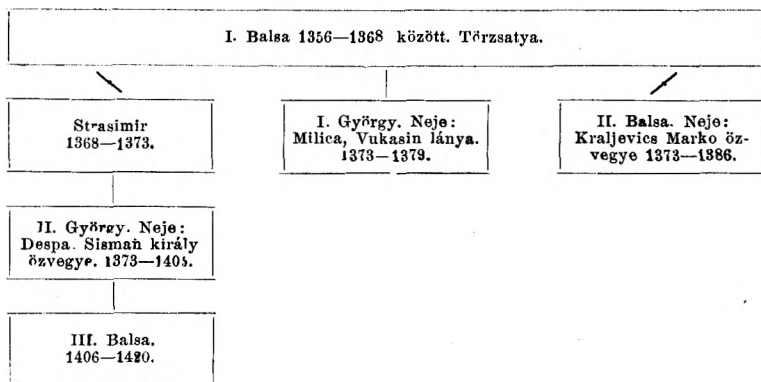 I. Balsa 1356—1368 között. Törzsatya.
Strasimir
1368—1373.
I. György. Neje:
Milica, Vukasin lánya.
1373—1379.
II. Balsa. Neje:
Kraljevics Marko öz-
vegye 1373—1386.
II. György. Neje:
Despa. Sisman király
özvegye. 1373—1405.
III. Balsa.
1406—1420.